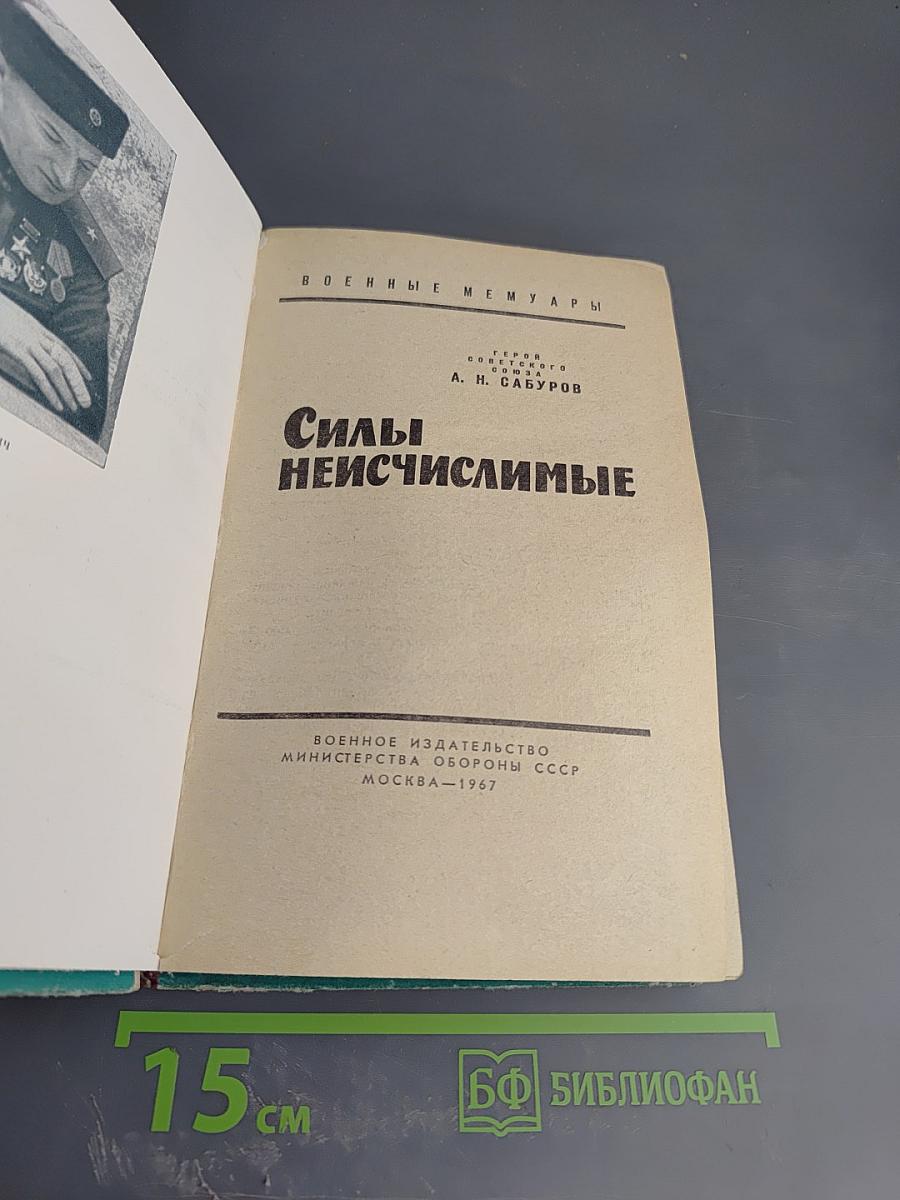 ВОЕННЫЕ МЕМУАРЫ
ГЕРОЙ
СОВЕТСКОГО
СОЮЗА
А. Н. САБУРОВ
Силы
неисчислимые
ВОЕННОЕ ИЗДАТЕЛЬСТВО
МИНИСТЕРСТВА ОБОРОНЫ СССР
МОСКВА—1967
15 см
БФ БИБЛИОФАН